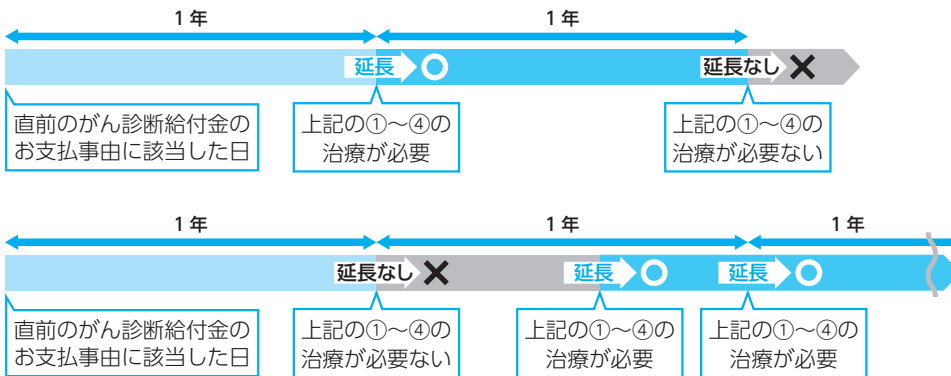 1年 1年
延長 延長なし
直前のがん診断給付金の
お支払事由に該当した日
上記の①～④の
治療が必要
上記の①～④の
治療が必要ない
1年 1年 1年
延長なし 延長 延長
直前のがん診断給付金の
お支払事由に該当した日
上記の①～④の
治療が必要ない
上記の①～④の
治療が必要
上記の①～④の
治療が必要